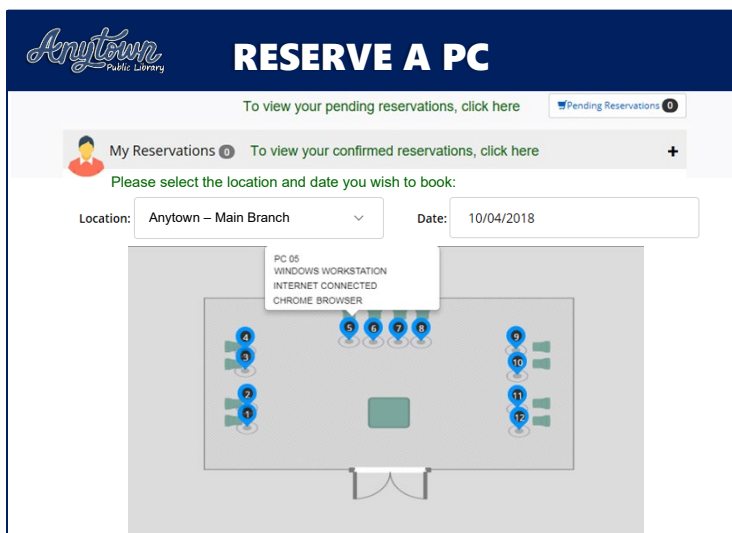 Anytown
Public Library
RESERVE A PC
To view your pending reservations, click here
Pending Reservations 0
My Reservations 0 To view your confirmed reservations, click here +
Please select the location and date you wish to book:
Location: Anytown – Main Branch Date: 10/04/2018
PC 05
WINDOWS WORKSTATION
INTERNET CONNECTED
CHROME BROWSER
5 6 7 8
4
9
3
10
2
11
1
12